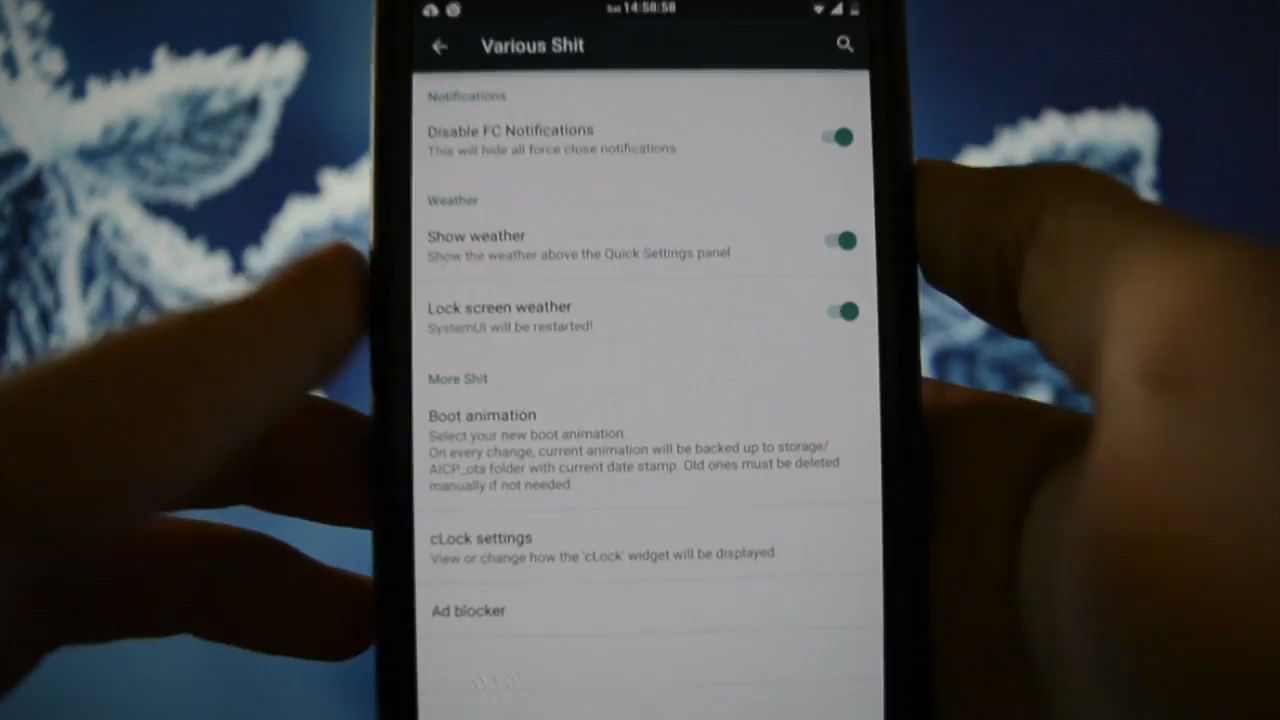 Sat 14:58:58
Various Shit
Notifications
Disable FC Notifications
This will hide all force close notifications
Weather
Show weather
Show the weather above the Quick Settings panel
Lock screen weather
SystemUI will be restarted!
More Shit
Boot animation
Select your new boot animation
On every change, current animation will be backed up to storage/
AICP_ota folder with current date stamp. Old ones must be deleted
manually if not needed
cLock settings
View or change how the 'cLock' widget will be displayed.
Ad blocker